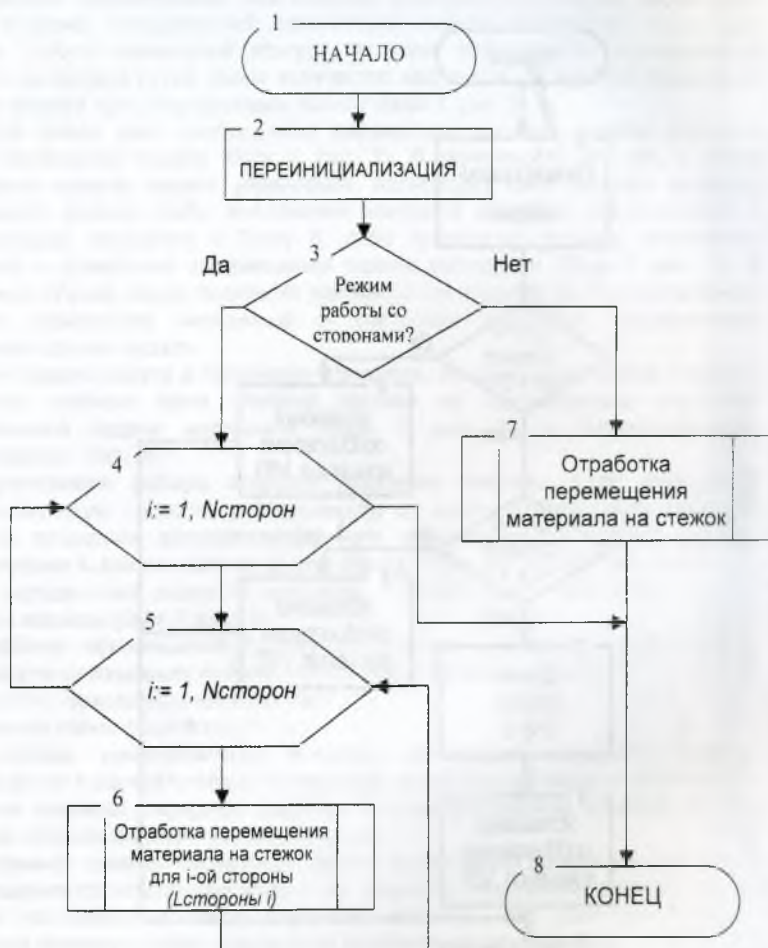 1
НАЧАЛО
2
ПЕРЕИНИЦИАЛИЗАЦИЯ
3
Да
Нет
Режим
работы со
сторонами?
4
i:= 1, Nсторон
7
Отработка
перемещения
материала на стежок
5
i:= 1, Nсторон
6
Отработка перемещения
материала на стежок
для i-ой стороны
(Lстороны i)
8
КОНЕЦ